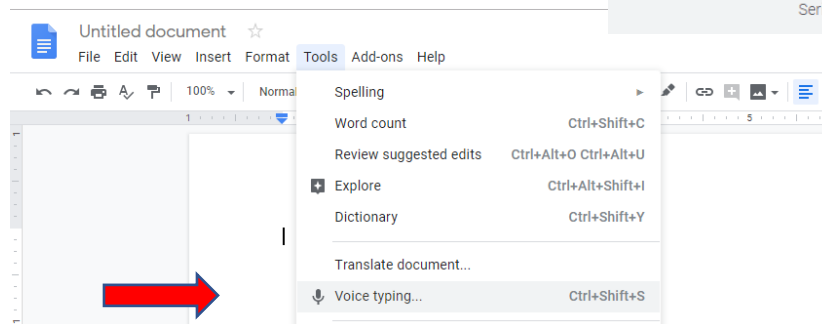 Ser
Untitled document
File Edit View Insert Format Tools Add-ons Help
100% Normal
Spelling
Word count Ctrl+Shift+C
Review suggested edits Ctrl+Alt+O Ctrl+Alt+U
Explore Ctrl+Alt+Shift+I
Dictionary Ctrl+Shift+Y
Translate document...
Voice typing... Ctrl+Shift+S
1 5
1